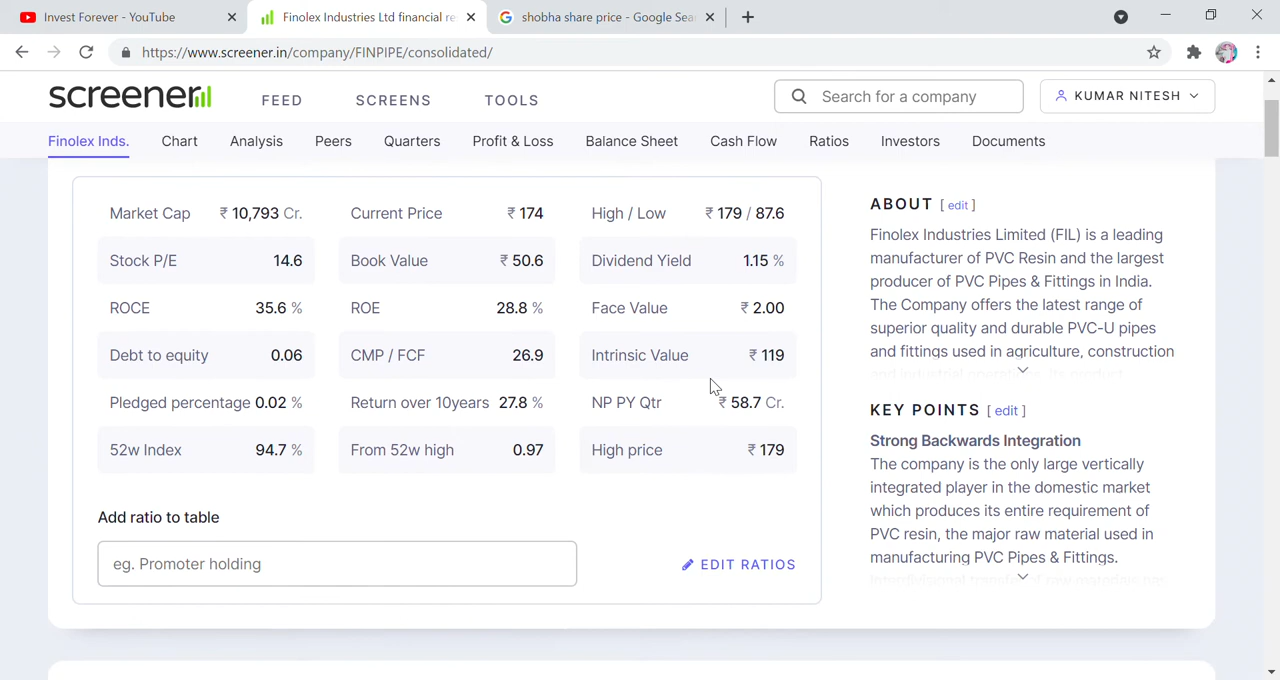 Invest Forever - YouTube
Finolex Industries Ltd financial re
shobha share price - Google Sea
https://www.screener.in/company/FINPIPE/consolidated/
screener
FEED
SCREENS
TOOLS
Search for a company
KUMAR NITESH
Finolex Inds.
Chart
Analysis
Peers
Quarters
Profit & Loss
Balance Sheet
Cash Flow
Ratios
Investors
Documents
Market Cap ₹ 10,793 Cr.
Current Price ₹ 174
High / Low ₹ 179 / 87.6
Stock P/E 14.6
Book Value ₹ 50.6
Dividend Yield 1.15 %
ROCE 35.6 %
ROE 28.8 %
Face Value ₹ 2.00
Debt to equity 0.06
CMP / FCF 26.9
Intrinsic Value ₹ 119
Pledged percentage 0.02 %
Return over 10years 27.8 %
NP PY Qtr ₹ 58.7 Cr.
52w Index 94.7 %
From 52w high 0.97
High price ₹ 179
Add ratio to table
eg. Promoter holding
EDIT RATIOS
ABOUT [ edit ]
Finolex Industries Limited (FIL) is a leading
manufacturer of PVC Resin and the largest
producer of PVC Pipes & Fittings in India.
The Company offers the latest range of
superior quality and durable PVC-U pipes
and fittings used in agriculture, construction
KEY POINTS [ edit ]
Strong Backwards Integration
The company is the only large vertically
integrated player in the domestic market
which produces its entire requirement of
PVC resin, the major raw material used in
manufacturing PVC Pipes & Fittings.